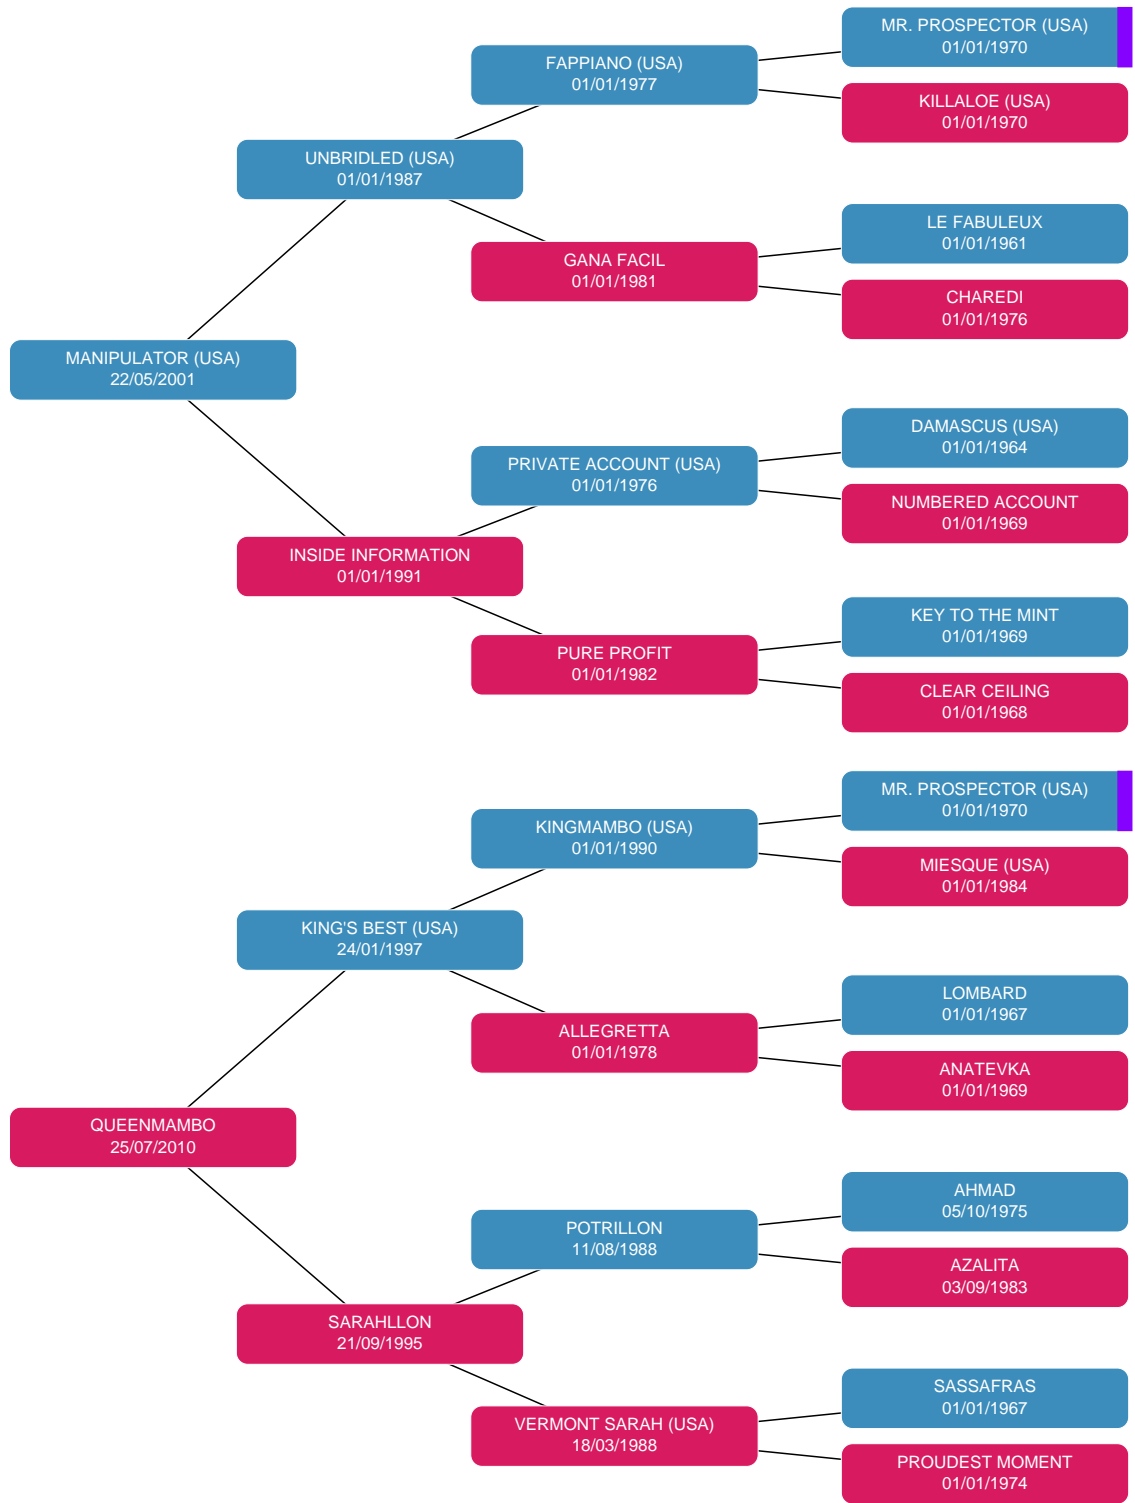 MR. PROSPECTOR (USA)
01/01/1970
FAPPIANO (USA)
01/01/1977
KILLALOE (USA)
01/01/1970
UNBRIDLED (USA)
01/01/1987
LE FABULEUX
01/01/1961
GANA FACIL
01/01/1981
CHAREDI
01/01/1976
MANIPULATOR (USA)
22/05/2001
DAMASCUS (USA)
01/01/1964
PRIVATE ACCOUNT (USA)
01/01/1976
NUMBERED ACCOUNT
01/01/1969
INSIDE INFORMATION
01/01/1991
KEY TO THE MINT
01/01/1969
PURE PROFIT
01/01/1982
CLEAR CEILING
01/01/1968
MR. PROSPECTOR (USA)
01/01/1970
KINGMAMBO (USA)
01/01/1990
MIESQUE (USA)
01/01/1984
KING'S BEST (USA)
24/01/1997
LOMBARD
01/01/1967
ALLEGRETTA
01/01/1978
ANATEVKA
01/01/1969
QUEENMAMBO
25/07/2010
AHMAD
05/10/1975
POTRILLON
11/08/1988
AZALITA
03/09/1983
SARAHLLON
21/09/1995
SASSAFRAS
01/01/1967
VERMONT SARAH (USA)
18/03/1988
PROUDEST MOMENT
01/01/1974